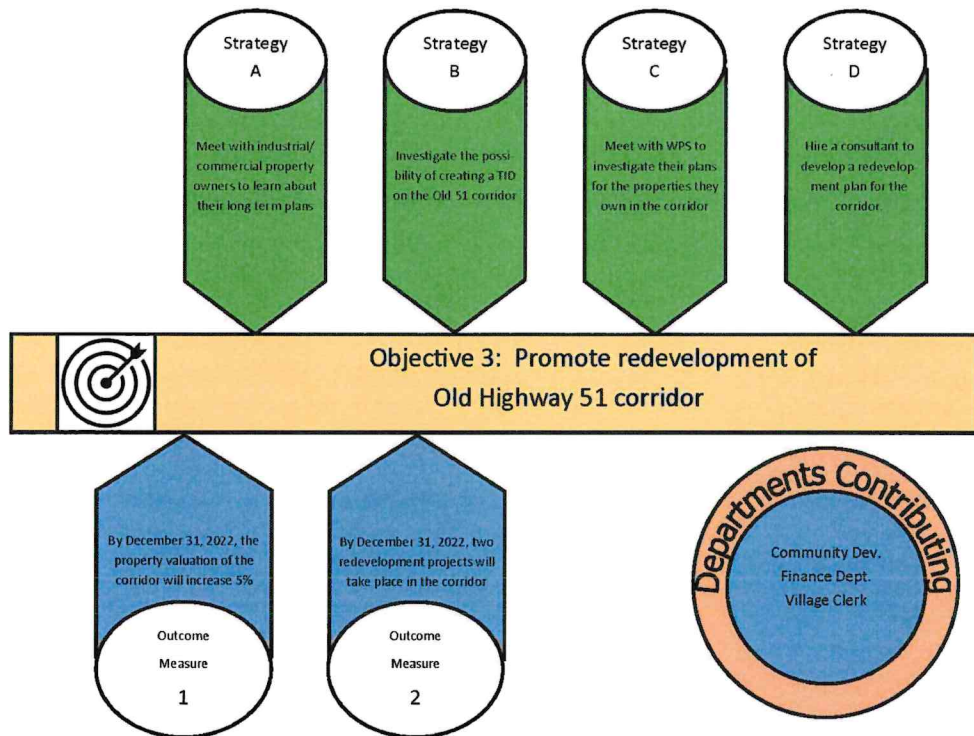 Strategy
A
Meet with industrial/
commercial property
owners to learn about
their long term plans
Strategy
B
Investigate the possi-
bility of creating a TID
on the Old 51 corridor
Strategy
C
Meet with WPS to
investigate their plans
for the properties they
own in the corridor
Strategy
D
Hire a consultant to
develop a redevelop-
ment plan for the
corridor.
Objective 3:  Promote redevelopment of
Old Highway 51 corridor
By December 31, 2022, the
property valuation of the
corridor will increase 5%
Outcome
Measure
1
By December 31, 2022, two
redevelopment projects will
take place in the corridor
Outcome
Measure
2
Departments Contributing
Community Dev.
Finance Dept.
Village Clerk